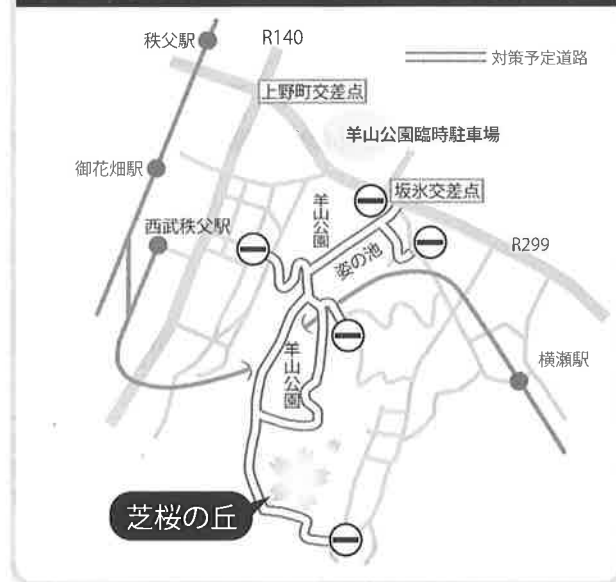 秩父駅
R140
対策予定道路
上野町交差点
羊山公園臨時駐車場
御花畑駅
坂氷交差点
羊山公園
西武秩父駅
姿の池
R299
羊山公園
横瀬駅
芝桜の丘